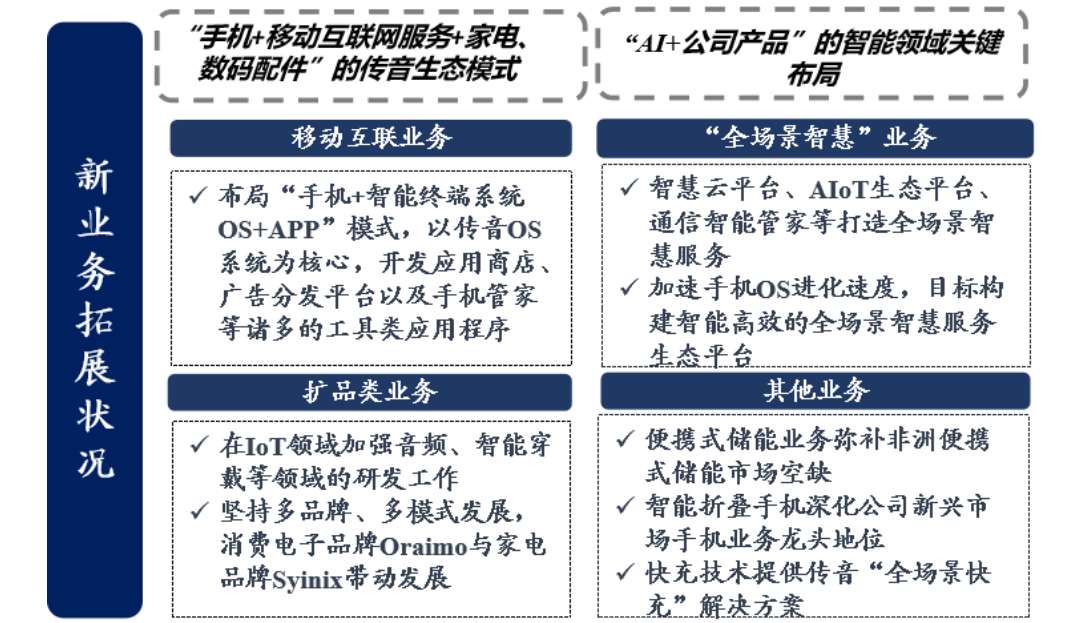 新业务拓展状况
“手机+移动互联网服务+家电、
数码配件”的传音生态模式
“AI+公司产品”的智能领域关键
布局
移动互联业务
✓ 布局“手机+智能终端系统
OS+APP”模式，以传音OS
系统为核心，开发应用商店、
广告分发平台以及手机管家
等诸多的工具类应用程序
“全场景智慧”业务
✓ 智慧云平台、AIoT生态平台、
通信智能管家等打造全场景智
慧服务
✓ 加速手机OS进化速度，目标构
建智能高效的全场景智慧服务
生态平台
扩品类业务
✓ 在IoT领域加强音频、智能穿
戴等领域的研发工作
✓ 坚持多品牌、多模式发展，
消费电子品牌Oraimo与家电
品牌Syinix带动发展
其他业务
✓ 便携式储能业务弥补非洲便携
式储能市场空缺
✓ 智能折叠手机深化公司新兴市
场手机业务龙头地位
✓ 快充技术提供传音“全场景快
充”解决方案